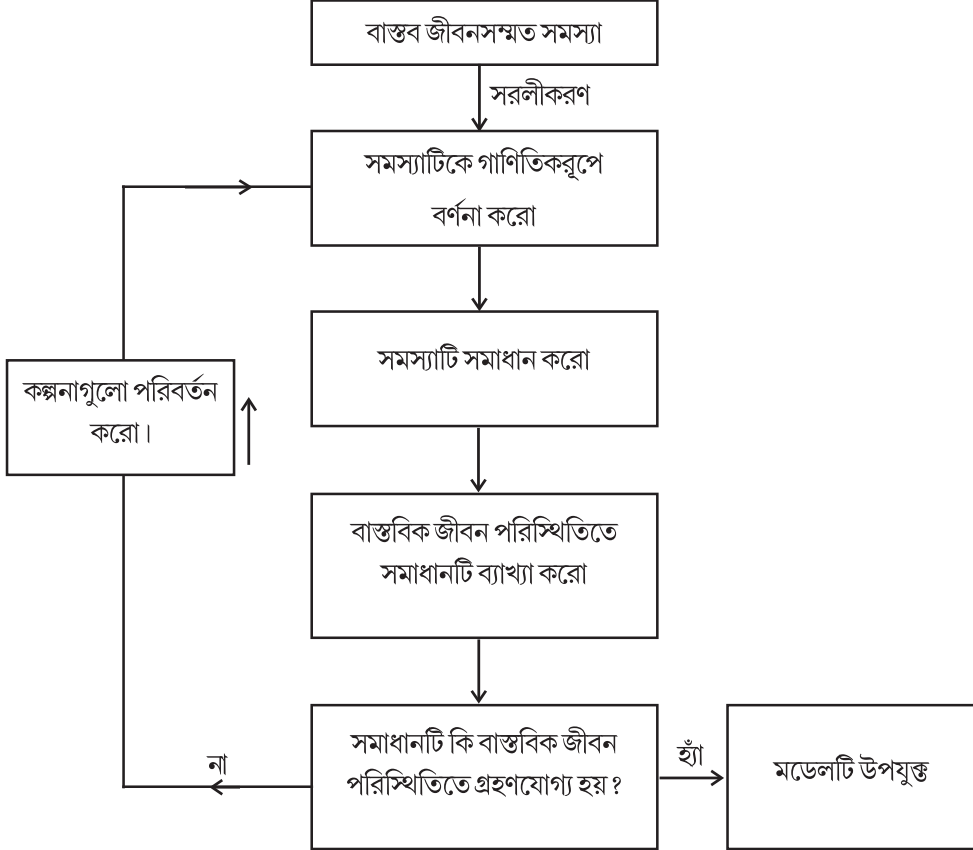 বাস্তব জীবনসম্মত সমস্যা
সরলীকরণ
সমস্যাটিকে গাণিতিকরূপে
বর্ণনা করো
সমস্যাটি সমাধান করো
কল্পনাগুলো পরিবর্তন
করো।
বাস্তবিক জীবন পরিস্থিতিতে
সমাধানটি ব্যাখ্যা করো
সমাধানটি কি বাস্তবিক জীবন
পরিস্থিতিতে গ্রহণযোগ্য হয়?
না
হ্যাঁ
মডেলটি উপযুক্ত